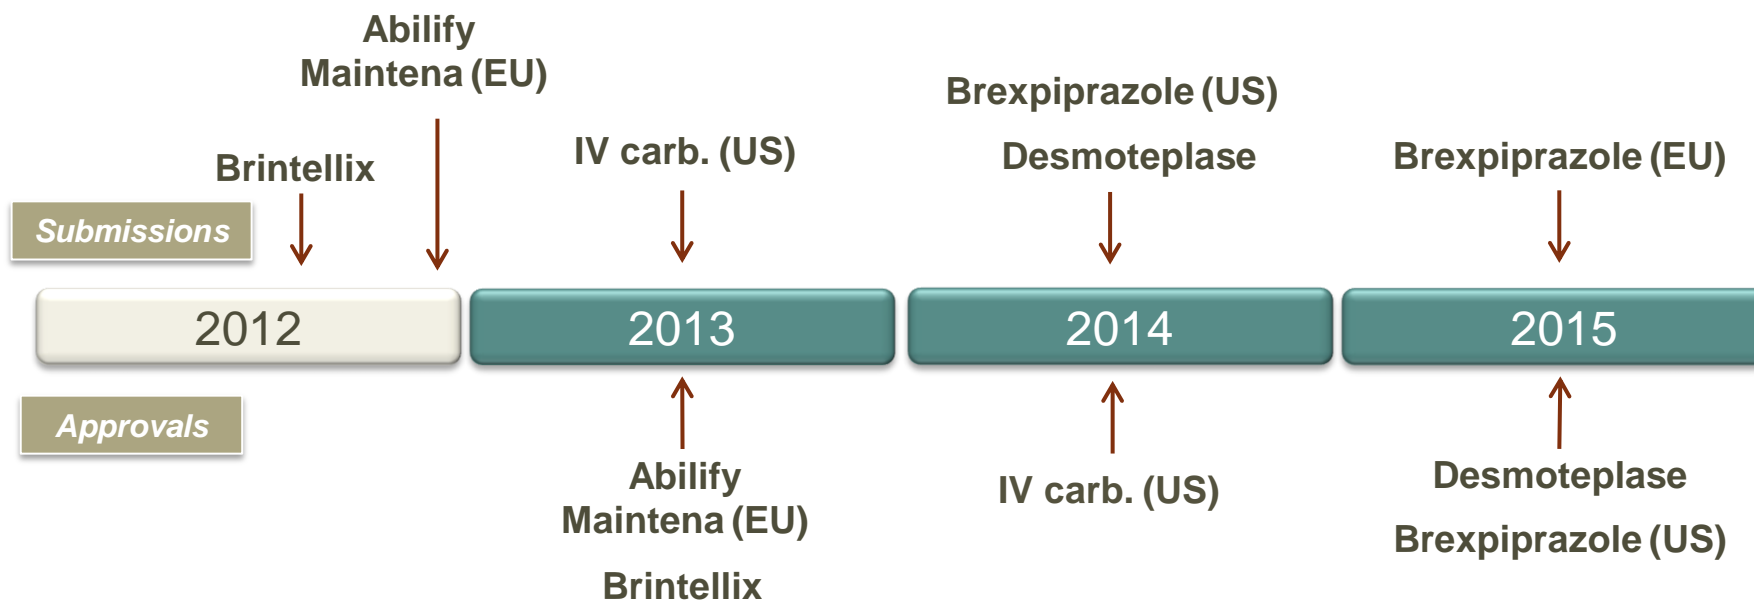 Abilify
Maintena (EU)
Brintellix
IV carb. (US)
Brexpiprazole (US)
Desmoteplase
Brexpiprazole (EU)
Submissions
2012
2013
2014
2015
Approvals
Abilify
Maintena (EU)
Brintellix
IV carb. (US)
Desmoteplase
Brexpiprazole (US)